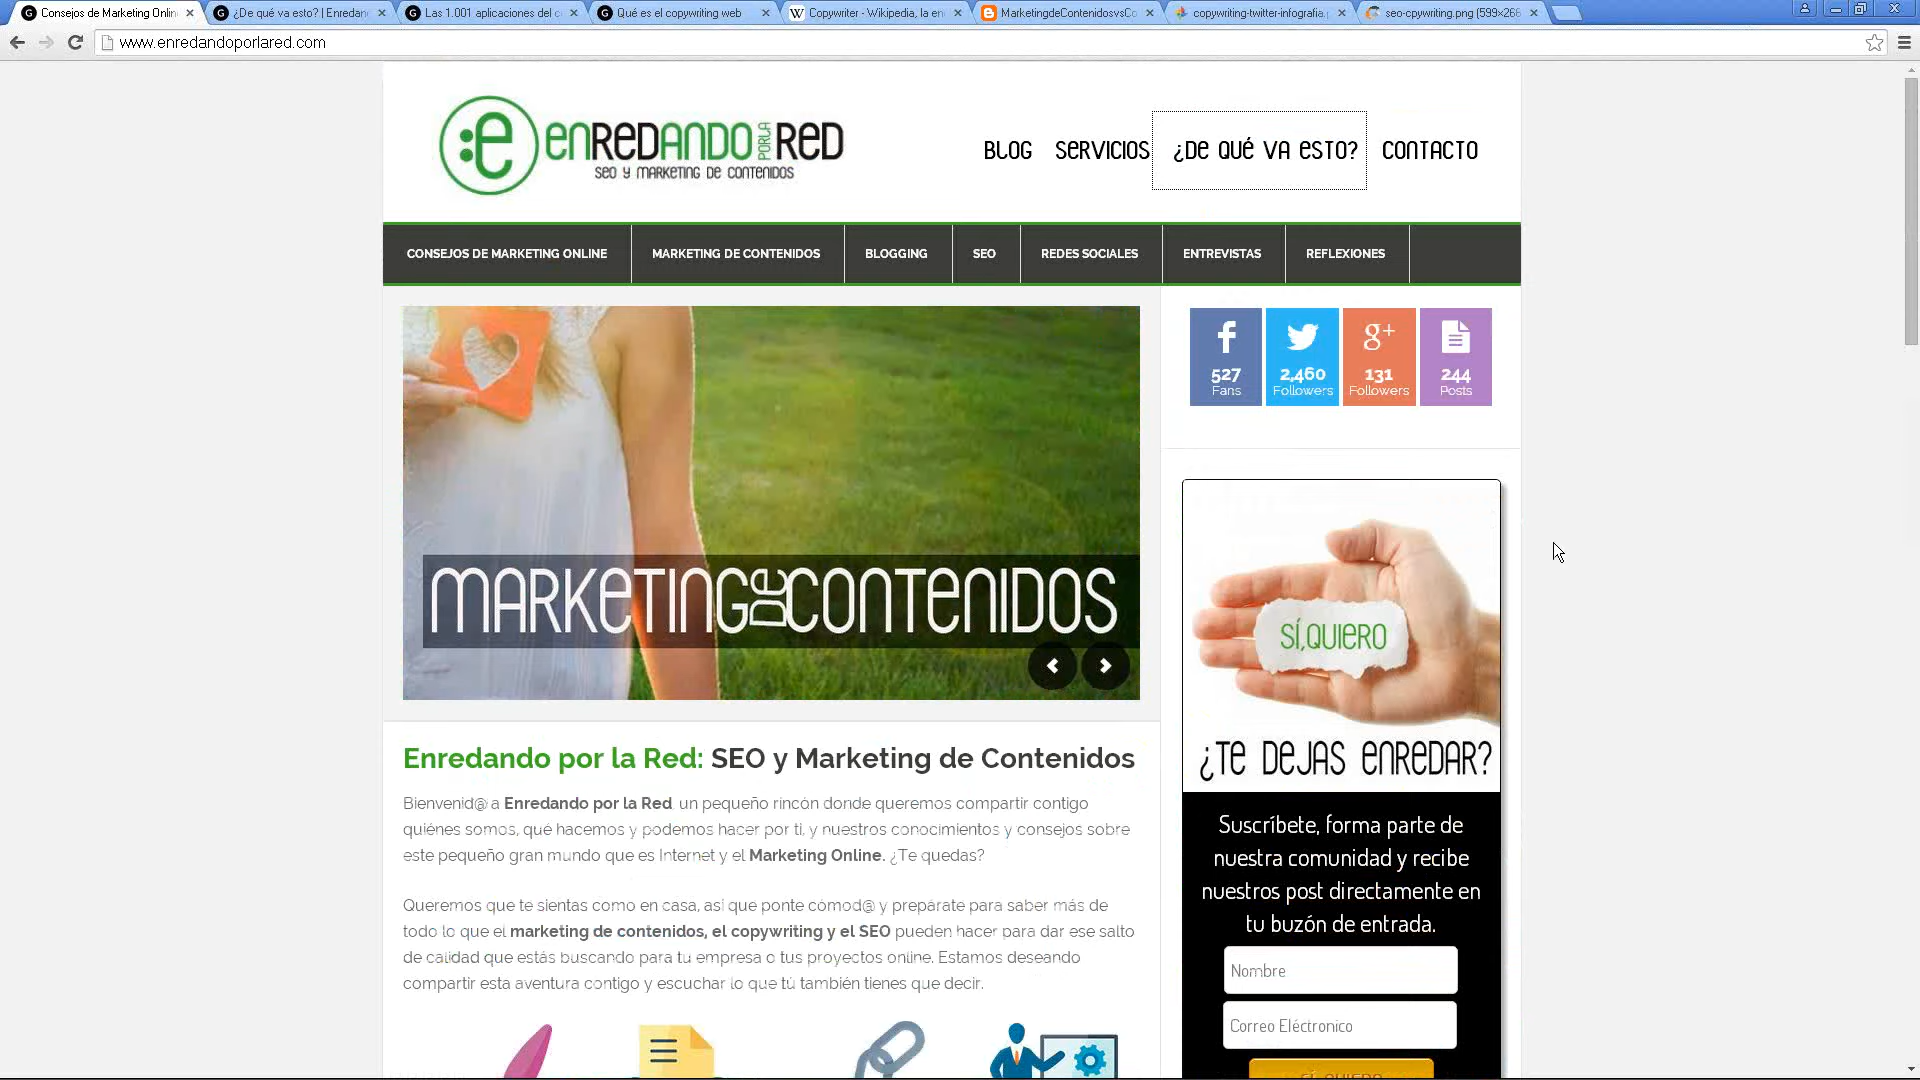 Consejos de Marketing Onlin
¿De qué va esto? | Enredan
Las 1.001 aplicaciones del c
Qué es el copywriting web
Copywriter - Wikipedia, la en
MarketingdeContenidosvsCo
copywriting-twitter-infografia.
seo-cpywriting.png (599×266
www.enredandoporlared.com
:e
enREDANDO PORLA RED
SEO Y MARKETING DE CONTENIDOS
BLOG
SERVICIOS
¿De QUÉ VA ESTO?
CONTACTO
CONSEJOS DE MARKETING ONLINE
MARKETING DE CONTENIDOS
BLOGGING
SEO
REDES SOCIALES
ENTREVISTAS
REFLEXIONES
MARKETING DE CONTENIDOS
527
Fans
2,460
Followers
131
Followers
244
Posts
SÍ,QUIERO
¿TE DEJAS ENREDAR?
Suscríbete, forma parte de
nuestra comunidad y recibe
nuestros post directamente en
tu buzón de entrada.
Nombre
Correo Eléctronico
SÍ, QUIERO
Enredando por la Red: SEO y Marketing de Contenidos
Bienvenid@ a Enredando por la Red, un pequeño rincón donde queremos compartir contigo
quiénes somos, qué hacemos y podemos hacer por ti, y nuestros conocimientos y consejos sobre
este pequeño gran mundo que es Internet y el Marketing Online. ¿Te quedas?
Queremos que te sientas como en casa, así que ponte cómod@ y prepárate para saber más de
todo lo que el marketing de contenidos, el copywriting y el SEO pueden hacer para dar ese salto
de calidad que estás buscando para tu empresa o tus proyectos online. Estamos deseando
compartir esta aventura contigo y escuchar lo que tú también tienes que decir.